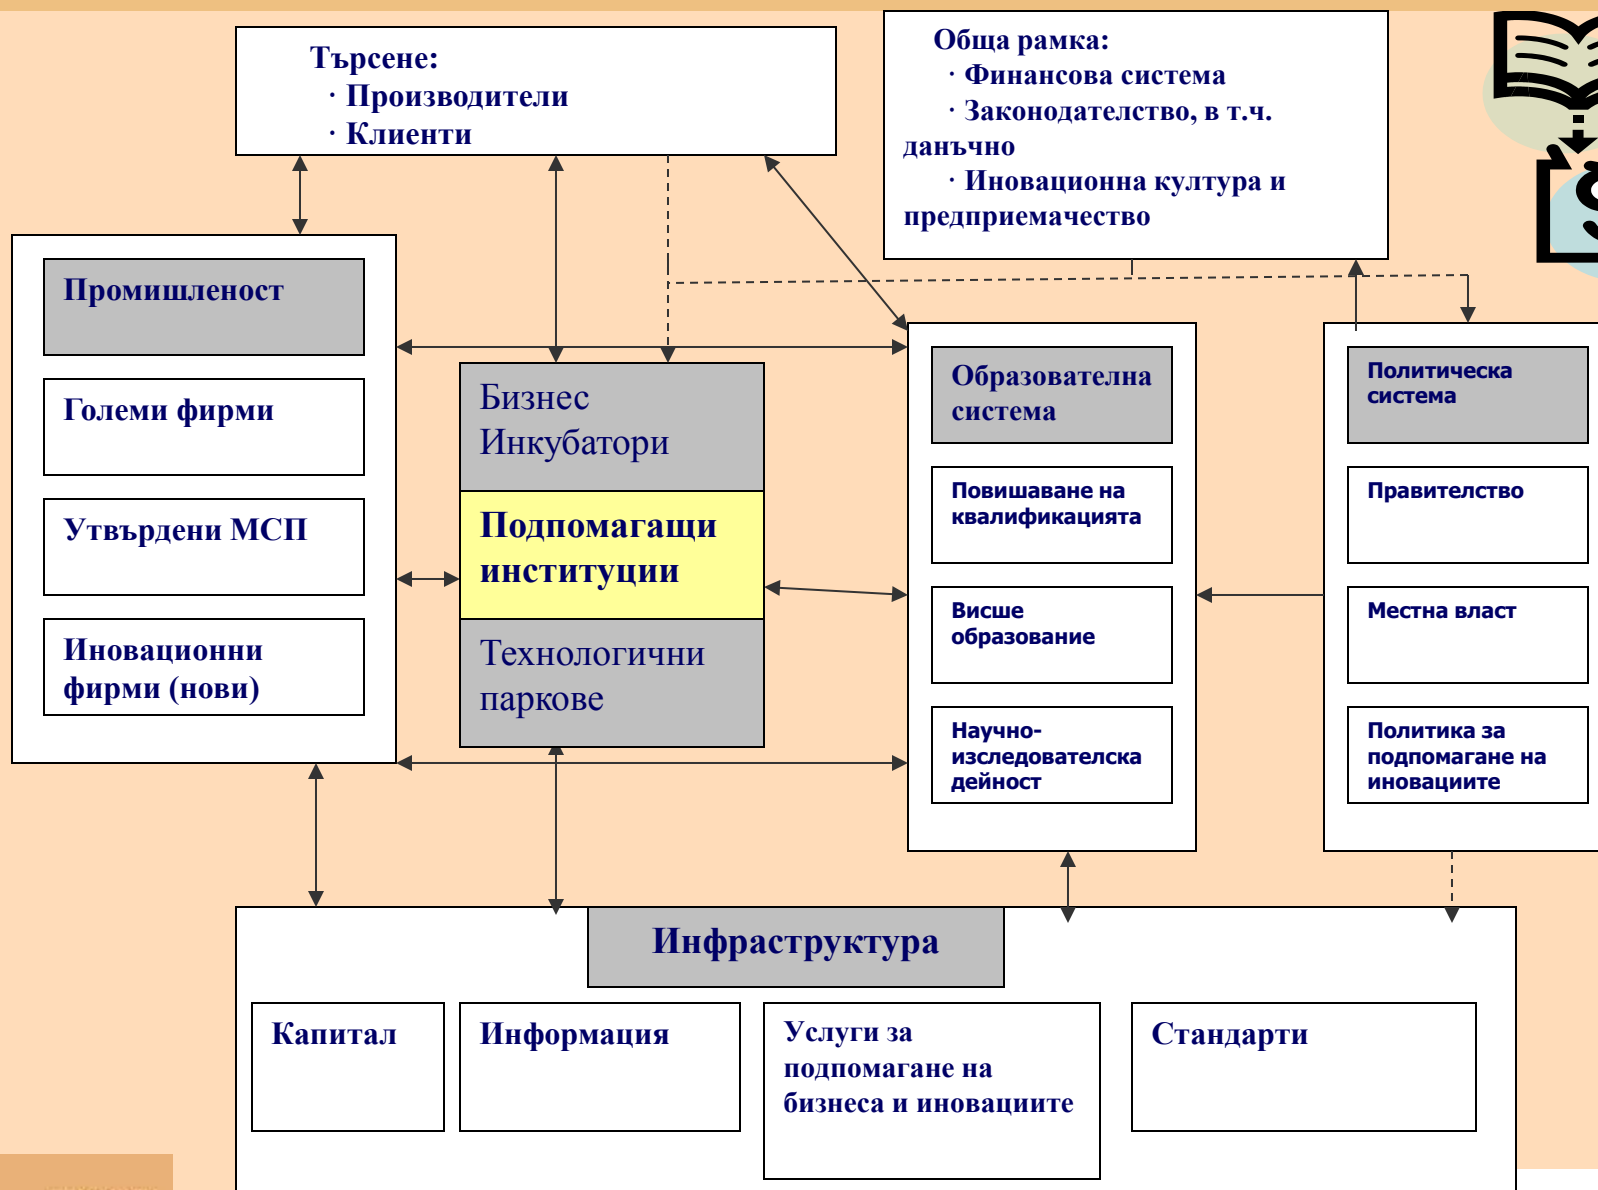 Търсене:
· Производители
· Клиенти
Обща рамка:
· Финансова система
· Законодателство, в т.ч.
данъчно
· Иновационна култура и
предприемачество
Промишленост
Големи фирми
Утвърдени МСП
Иновационни
фирми (нови)
Бизнес
Инкубатори
Подпомагащи
институции
Технологични
паркове
Образователна
система
Повишаване на
квалификацията
Висше
образование
Научно-
изследователска
дейност
Политическа
система
Правителство
Местна власт
Политика за
подпомагане на
иновациите
Инфраструктура
Капитал
Информация
Услуги за
подпомагане на
бизнеса и иновациите
Стандарти